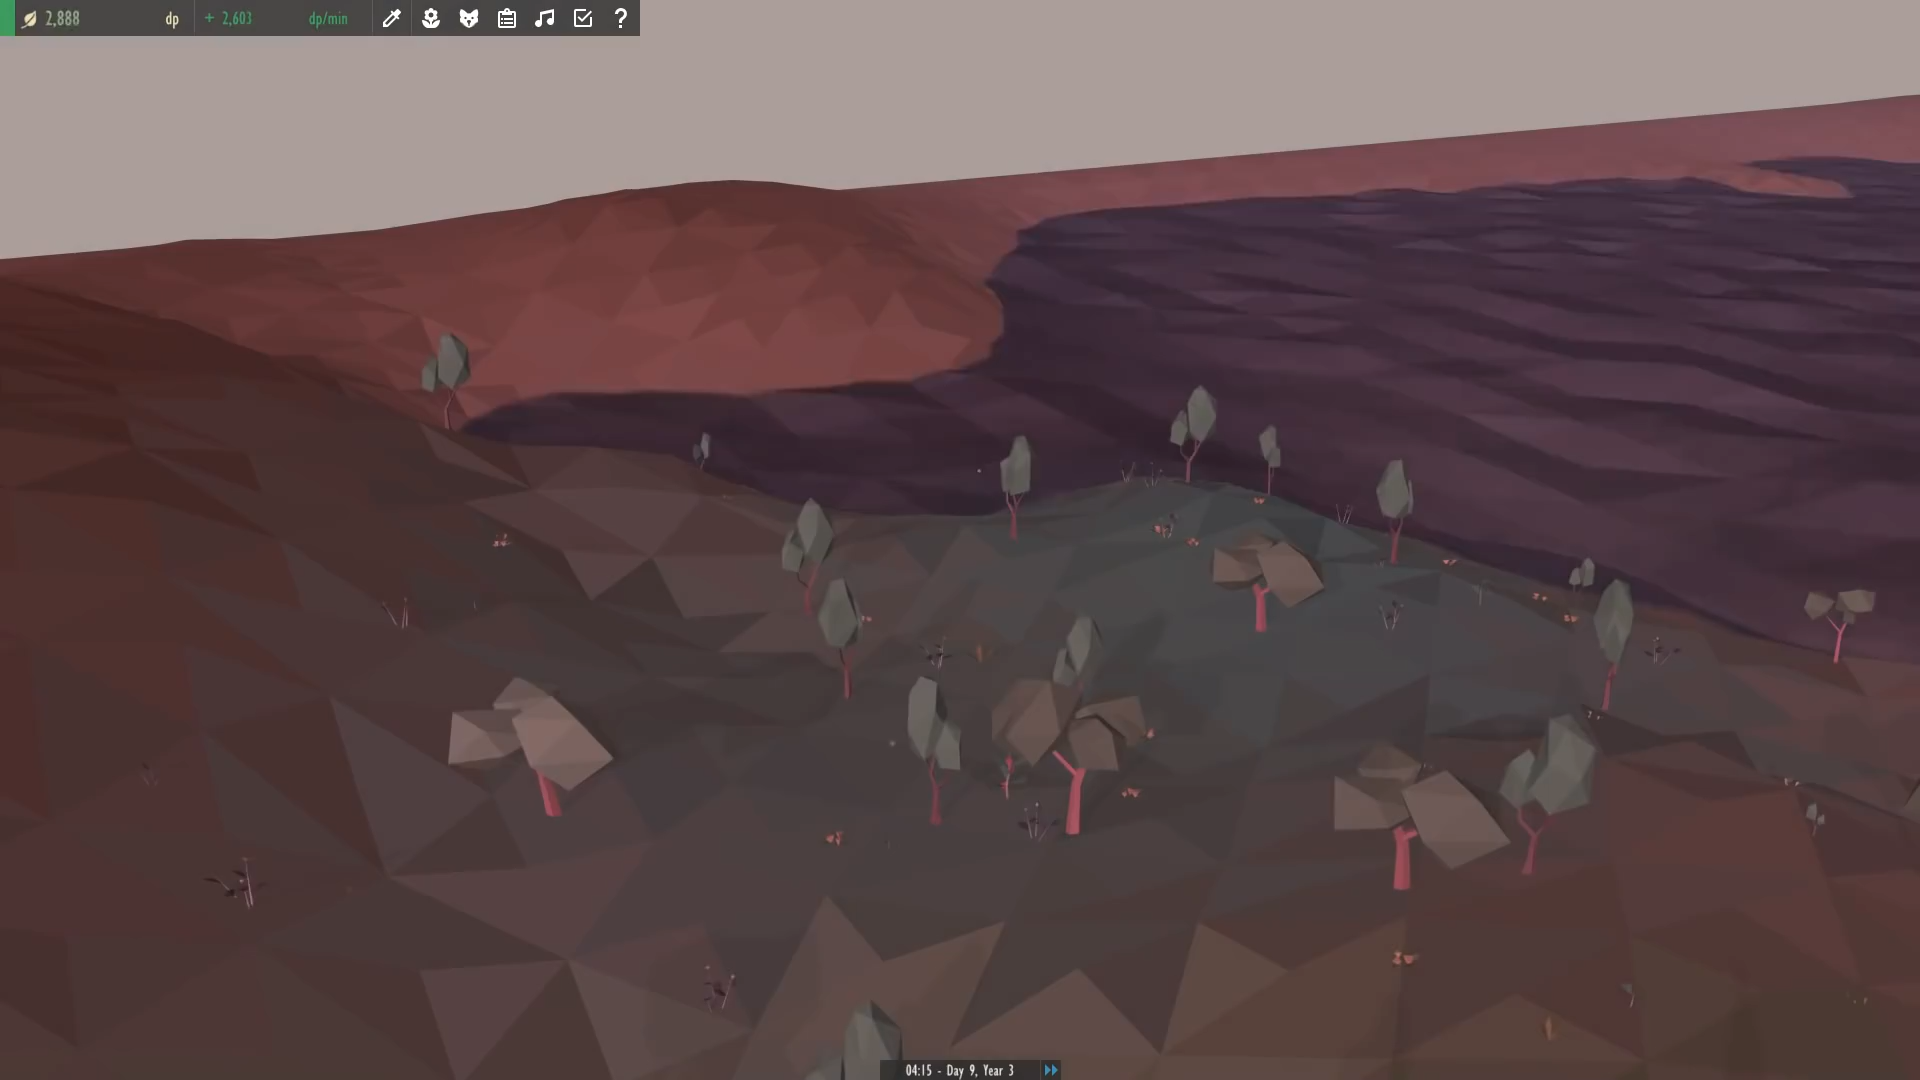 2,888 dp + 2,603 dp/min ?
04:15 - Day 9, Year 3